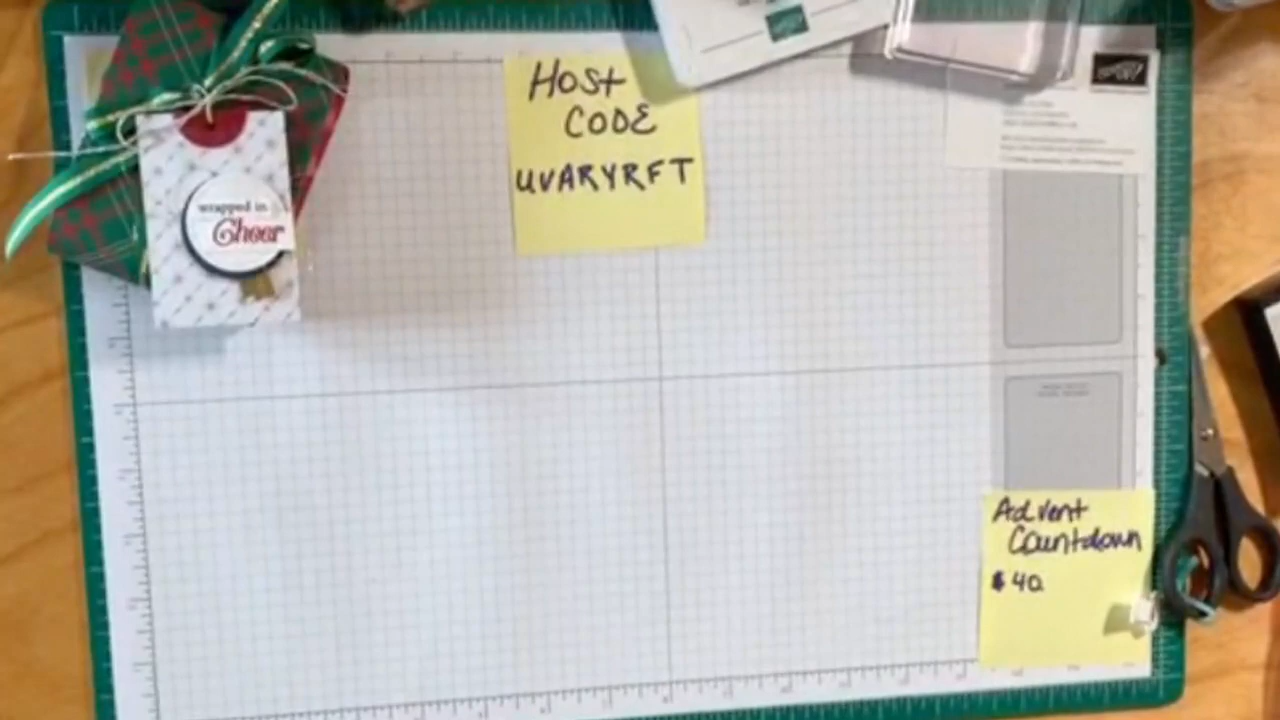 Host
CODE
UVARYRFT
wrapped in
Cheer
Advent
Countdown
$40